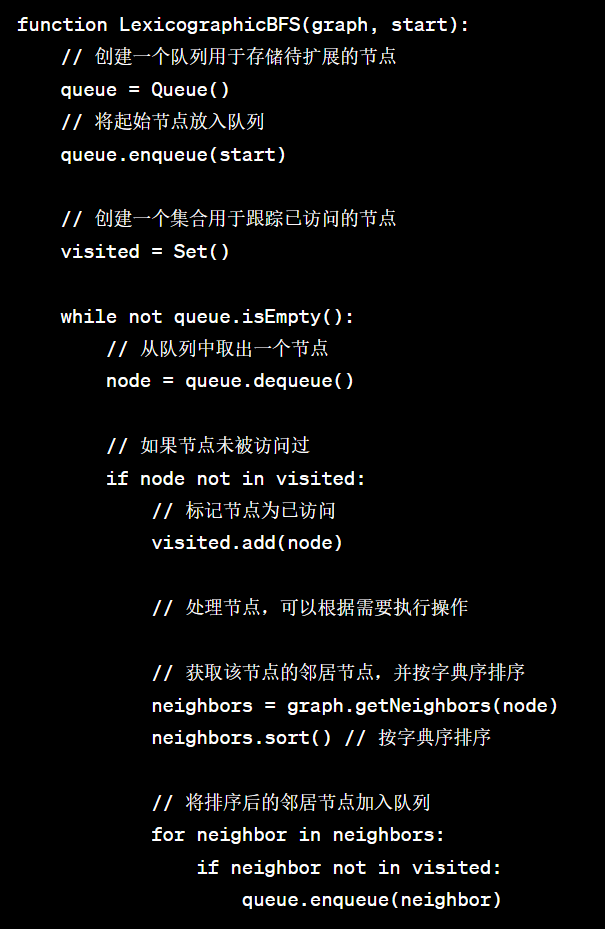 function LexicographicBFS(graph, start):
    // 创建一个队列用于存储待扩展的节点
    queue = Queue()
    // 将起始节点放入队列
    queue.enqueue(start)

    // 创建一个集合用于跟踪已访问的节点
    visited = Set()

    while not queue.isEmpty():
        // 从队列中取出一个节点
        node = queue.dequeue()

        // 如果节点未被访问过
        if node not in visited:
            // 标记节点为已访问
            visited.add(node)

            // 处理节点，可以根据需要执行操作

            // 获取该节点的邻居节点，并按字典序排序
            neighbors = graph.getNeighbors(node)
            neighbors.sort() // 按字典序排序

            // 将排序后的邻居节点加入队列
            for neighbor in neighbors:
                if neighbor not in visited:
                    queue.enqueue(neighbor)